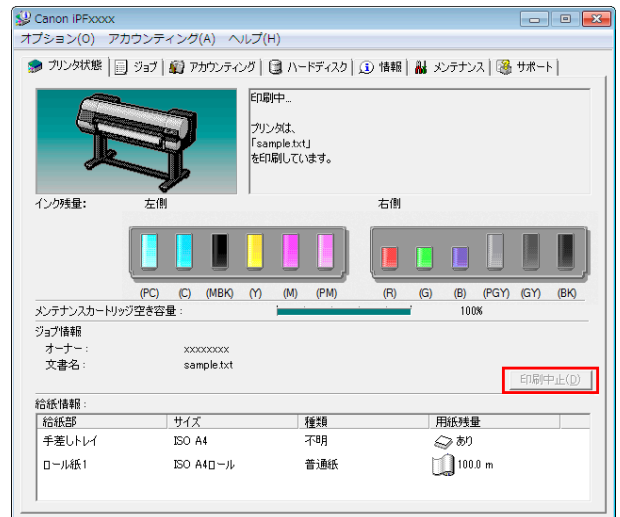 Canon iPFxxxx
オプション(O) アカウンティング(A) ヘルプ(H)
プリンタ状態 ジョブ アカウンティング ハードディスク 情報 メンテナンス サポート
印刷中...
プリンタは、
「sample.txt」
を印刷しています。
インク残量: 左側 右側
(PC) (C) (MBK) (Y) (M) (PM) (R) (G) (B) (PGY) (GY) (BK)
メンテナンスカートリッジ空き容量: 100%
ジョブ情報
オーナー: xxxxxxxx
文書名: sample.txt
印刷中止(D)
給紙情報:
給紙部 サイズ 種類 用紙残量
手差しトレイ ISO A4 不明 あり
ロール紙1 ISO A4ロール 普通紙 100.0 m